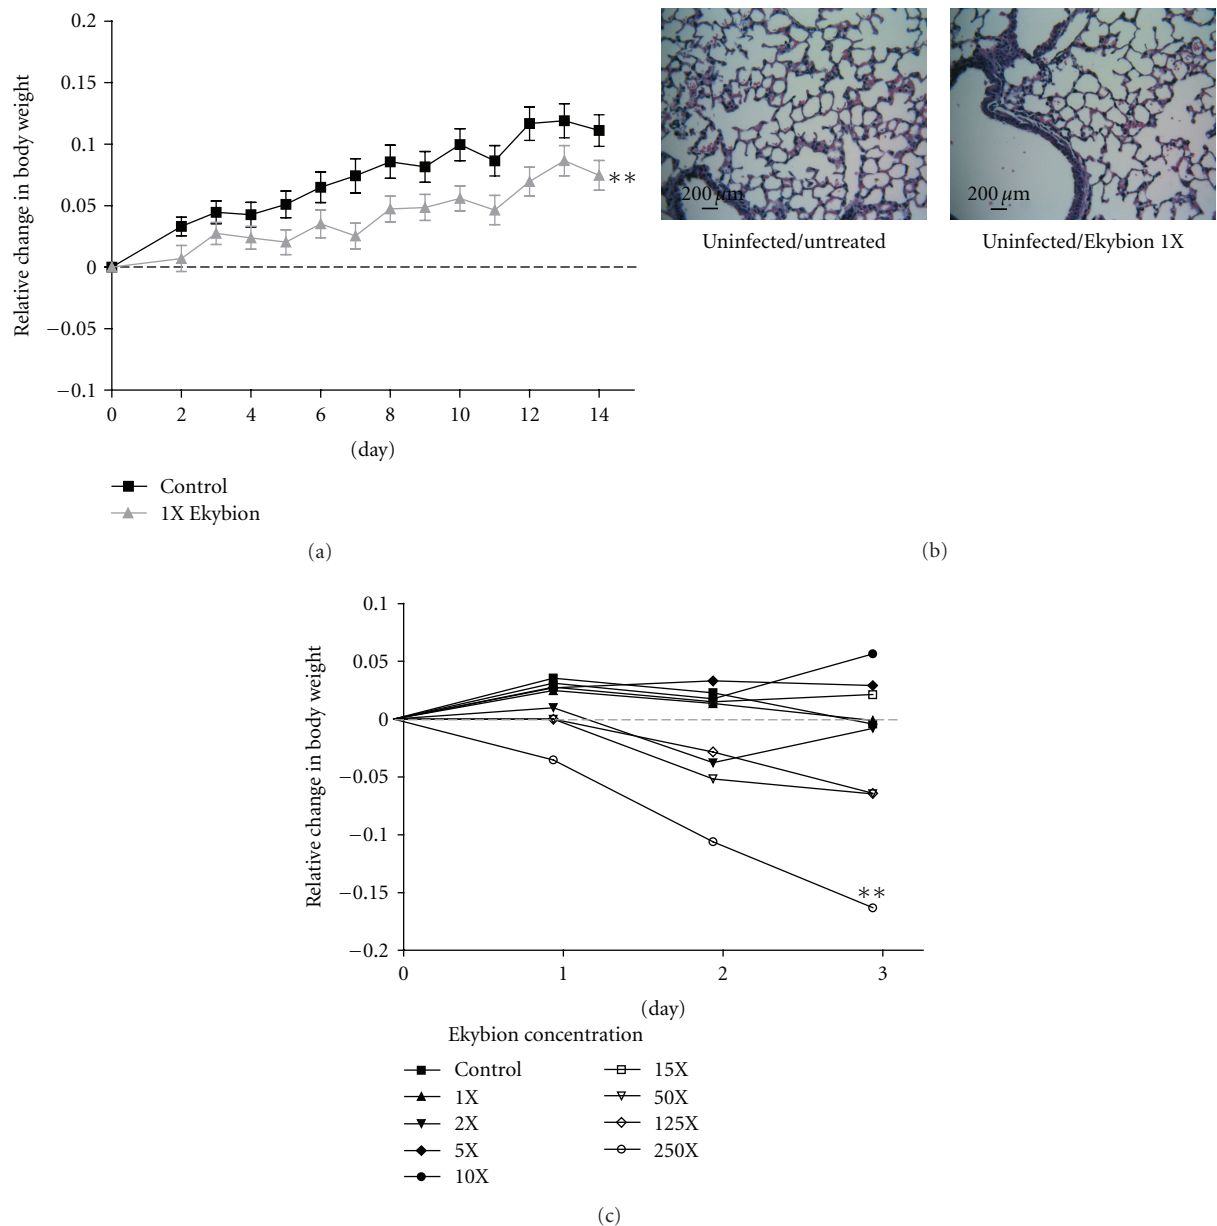 0.2
0.15
0.1
0.05
0
−0.05
−0.1
Relative change in body weight
0 2 4 6 8 10 12 14
(day)
∗∗
Control
1X Ekybion
(a)
200 µm
Uninfected/untreated
200 µm
Uninfected/Ekybion 1X
(b)
0.1
0.05
0
−0.05
−0.1
−0.15
−0.2
Relative change in body weight
∗∗
0 1 2 3
(day)
Ekybion concentration
Control
1X
2X
5X
10X
15X
50X
125X
250X
(c)